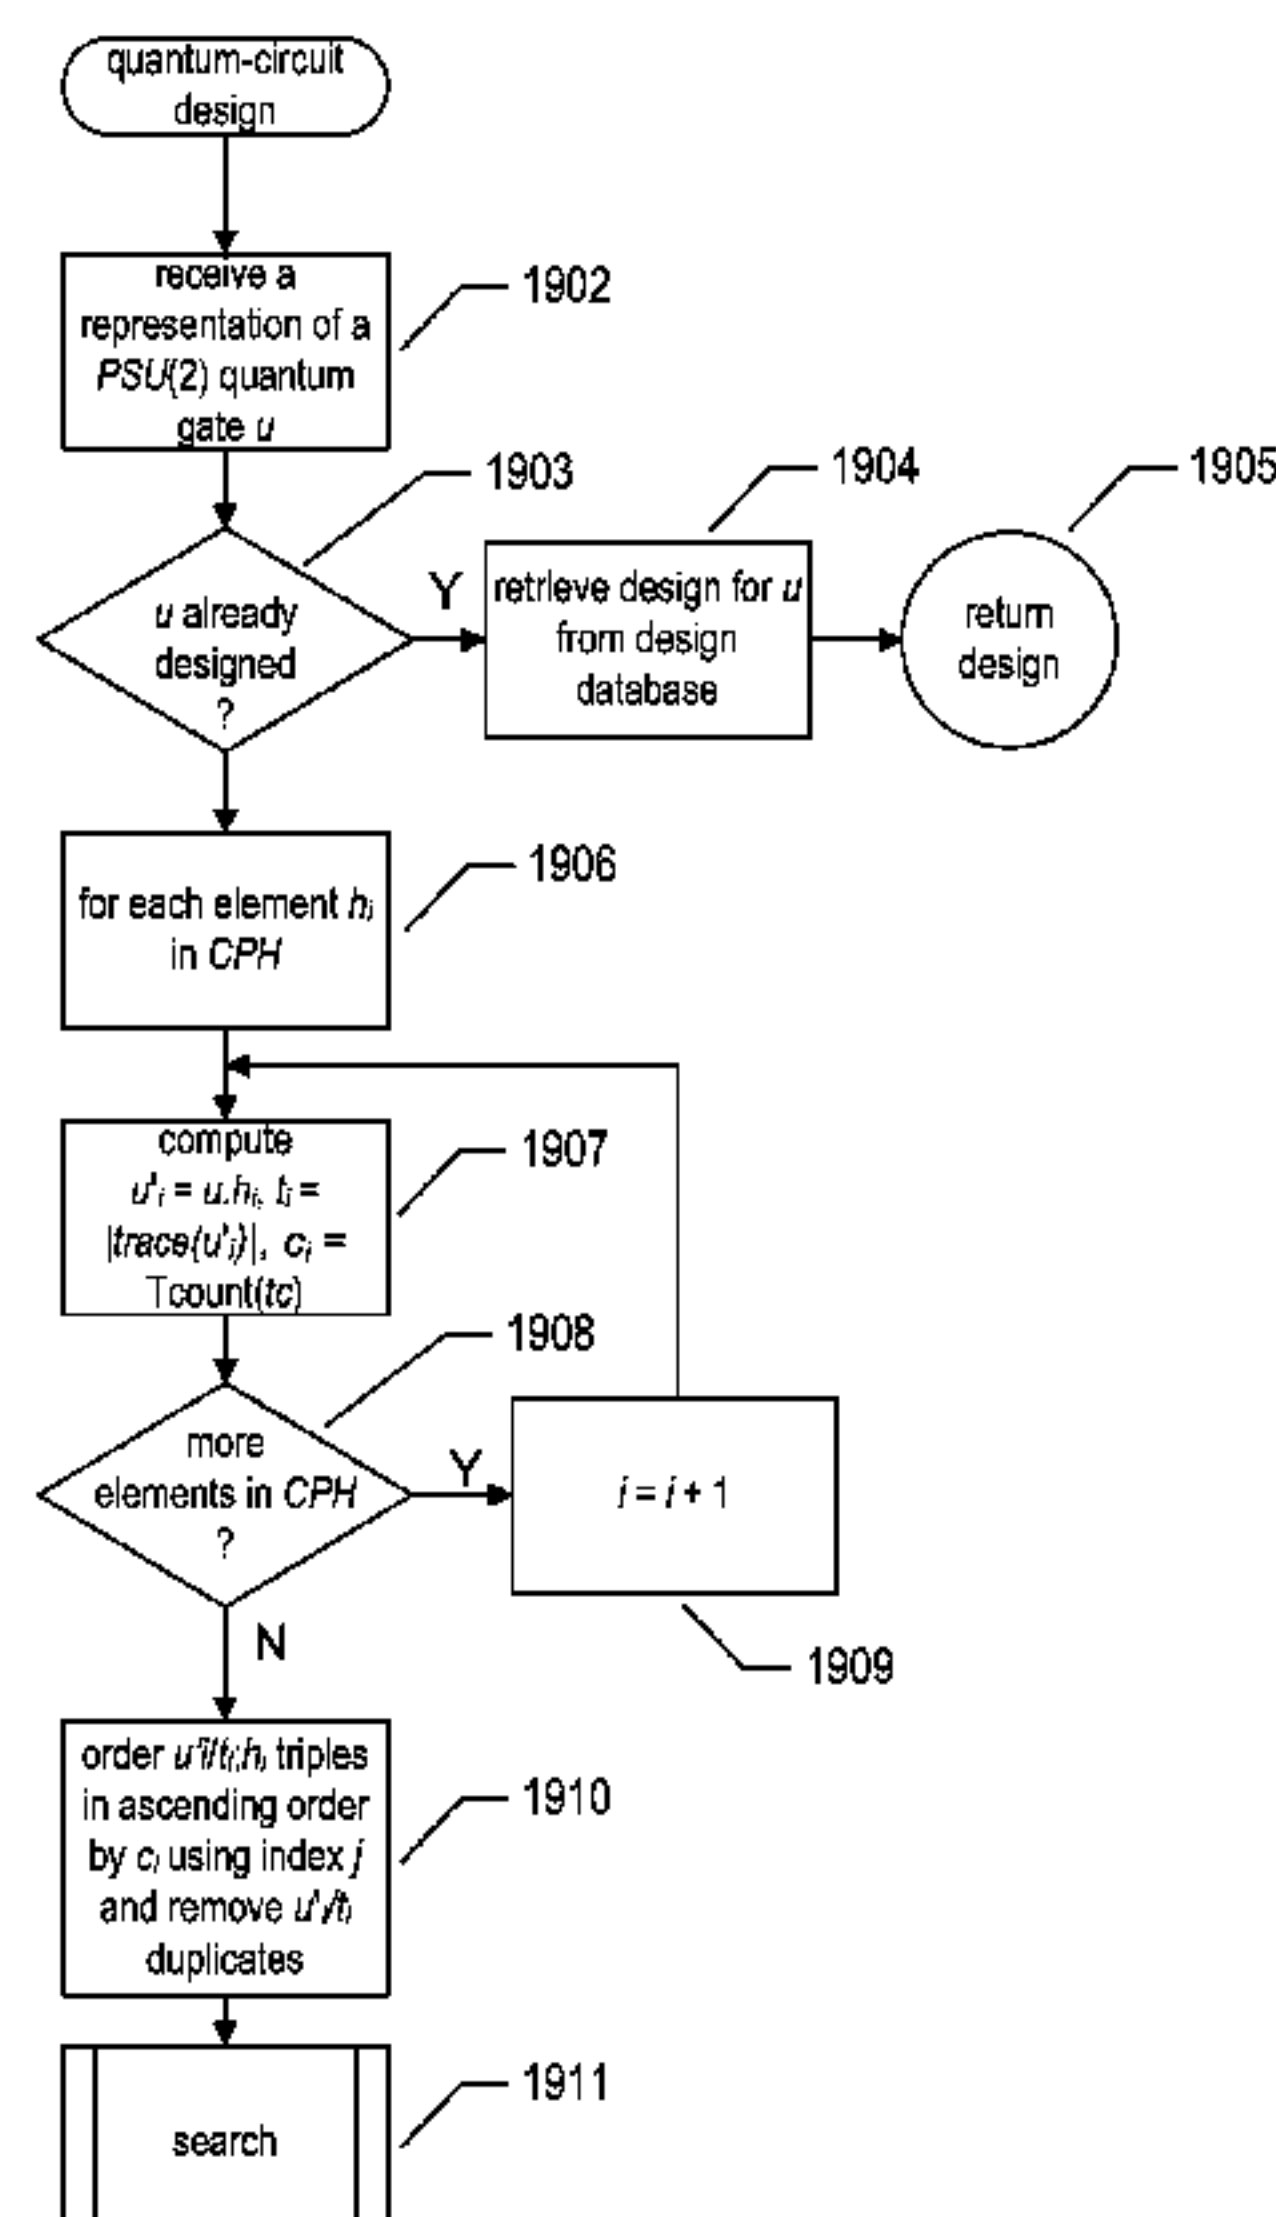 quantum-circuit
design
receive a
representation of a
PSU(2) quantum
gate u
1902
1903
1904
1905
u already
designed
?
Y
retrieve design for u
from design
database
return
design
for each element hᵢ
in CPH
1906
compute
u'ᵢ = u.hᵢ, tᵢ =
|trace(u'ᵢ)|, cᵢ =
Tcount(tc)
1907
1908
more
elements in CPH
?
Y
i = i + 1
1909
N
order u'i/tᵢ,hᵢ triples
in ascending order
by cᵢ using index j
and remove u'ᵢ/tᵢ
duplicates
1910
search
1911